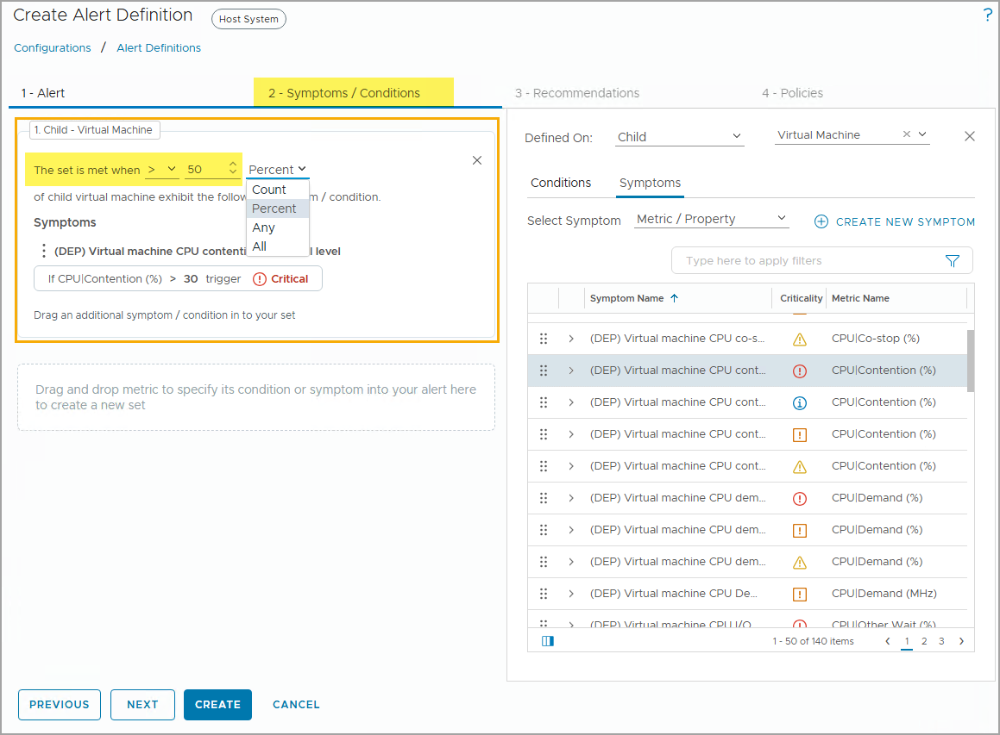 Create Alert Definition
Host System
?
Configurations / Alert Definitions
1 - Alert
2 - Symptoms / Conditions
3 - Recommendations
4 - Policies
1. Child - Virtual Machine
The set is met when > 50 Percent
Count
Percent
Any
All
of child virtual machine exhibit the m / condition.
Symptoms
(DEP) Virtual machine CPU l level
If CPU|Contention (%) > 30 trigger Critical
Drag an additional symptom / condition in to your set
Drag and drop metric to specify its condition or symptom into your alert here
to create a new set
Defined On: Child Virtual Machine
Conditions Symptoms
Select Symptom Metric / Property CREATE NEW SYMPTOM
Type here to apply filters
Symptom Name Criticality Metric Name
(DEP) Virtual machine CPU co-s... CPU|Co-stop (%)
(DEP) Virtual machine CPU cont... CPU|Contention (%)
(DEP) Virtual machine CPU cont... CPU|Contention (%)
(DEP) Virtual machine CPU cont... CPU|Contention (%)
(DEP) Virtual machine CPU cont... CPU|Contention (%)
(DEP) Virtual machine CPU dem... CPU|Demand (%)
(DEP) Virtual machine CPU dem... CPU|Demand (%)
(DEP) Virtual machine CPU dem... CPU|Demand (%)
(DEP) Virtual machine CPU De... CPU|Demand (MHz)
(DEP) Virtual machine CPU I/O CPU|Other Wait (%)
1 - 50 of 140 items 1 2 3
PREVIOUS NEXT CREATE CANCEL